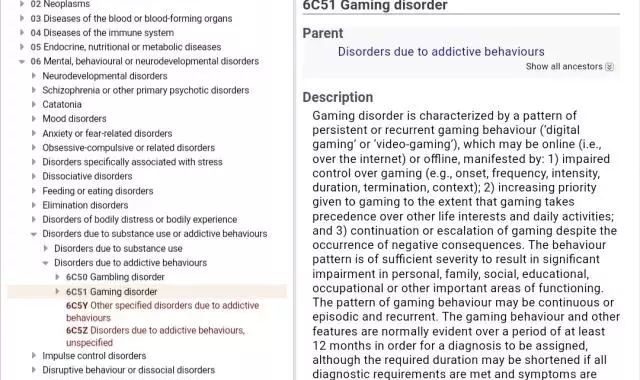 02 Neoplasms
03 Diseases of the blood or blood-forming organs
04 Diseases of the immune system
05 Endocrine, nutritional or metabolic diseases
06 Mental, behavioural or neurodevelopmental disorders
Neurodevelopmental disorders
Schizophrenia or other primary psychotic disorders
Catatonia
Mood disorders
Anxiety or fear-related disorders
Obsessive-compulsive or related disorders
Disorders specifically associated with stress
Dissociative disorders
Feeding or eating disorders
Elimination disorders
Disorders of bodily distress or bodily experience
Disorders due to substance use or addictive behaviours
Disorders due to substance use
Disorders due to addictive behaviours
6C50 Gambling disorder
6C51 Gaming disorder
6C5Y Other specified disorders due to addictive
behaviours
6C5Z Disorders due to addictive behaviours,
unspecified
Impulse control disorders
Disruptive behaviour or dissocial disorders
6C51 Gaming disorder
Parent
Disorders due to addictive behaviours
Show all ancestors
Description
Gaming disorder is characterized by a pattern of
persistent or recurrent gaming behaviour (‘digital
gaming’ or ‘video-gaming’), which may be online (i.e.,
over the internet) or offline, manifested by: 1) impaired
control over gaming (e.g., onset, frequency, intensity,
duration, termination, context); 2) increasing priority
given to gaming to the extent that gaming takes
precedence over other life interests and daily activities;
and 3) continuation or escalation of gaming despite the
occurrence of negative consequences. The behaviour
pattern is of sufficient severity to result in significant
impairment in personal, family, social, educational,
occupational or other important areas of functioning.
The pattern of gaming behaviour may be continuous or
episodic and recurrent. The gaming behaviour and other
features are normally evident over a period of at least
12 months in order for a diagnosis to be assigned,
although the required duration may be shortened if all
diagnostic requirements are met and symptoms are